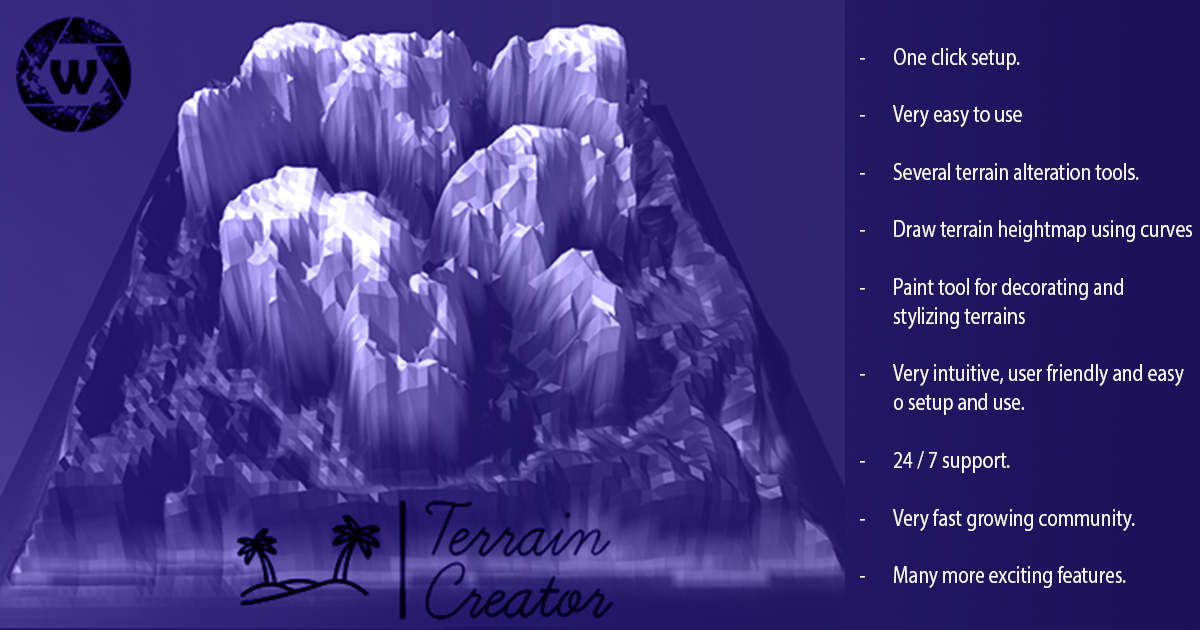 W
- One click setup.
- Very easy to use
- Several terrain alteration tools.
- Draw terrain heightmap using curves
- Paint tool for decorating and
stylizing terrains
- Very intuitive, user friendly and easy
o setup and use.
- 24 / 7 support.
- Very fast growing community.
- Many more exciting features.
Terrain
Creator